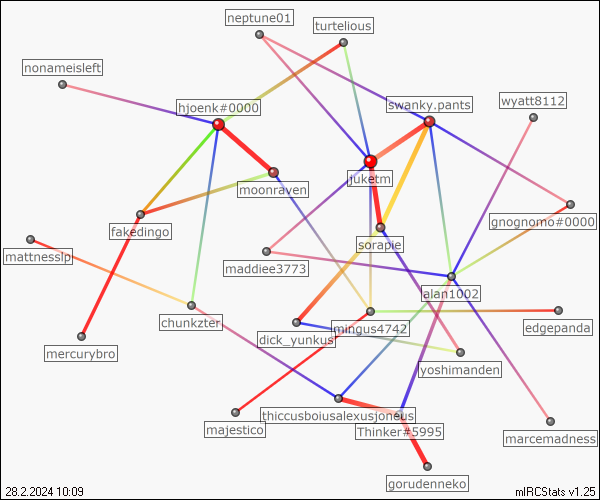 neptune01
turtelious
nonameisleft
hjoenk#0000
swanky.pants
wyatt8112
juketm
moonraven
gnognomo#0000
fakedingo
sorapie
mattnesslp
maddiee3773
alan1002
chunkzter
mingus4742
edgepanda
dick_yunkus
mercurybro
yoshimanden
thiccusboiusalexusjoneus
majestico
Thinker#5995
marcemadness
gorudenneko
28.2.2024 10:09
mIRCStats v1.25